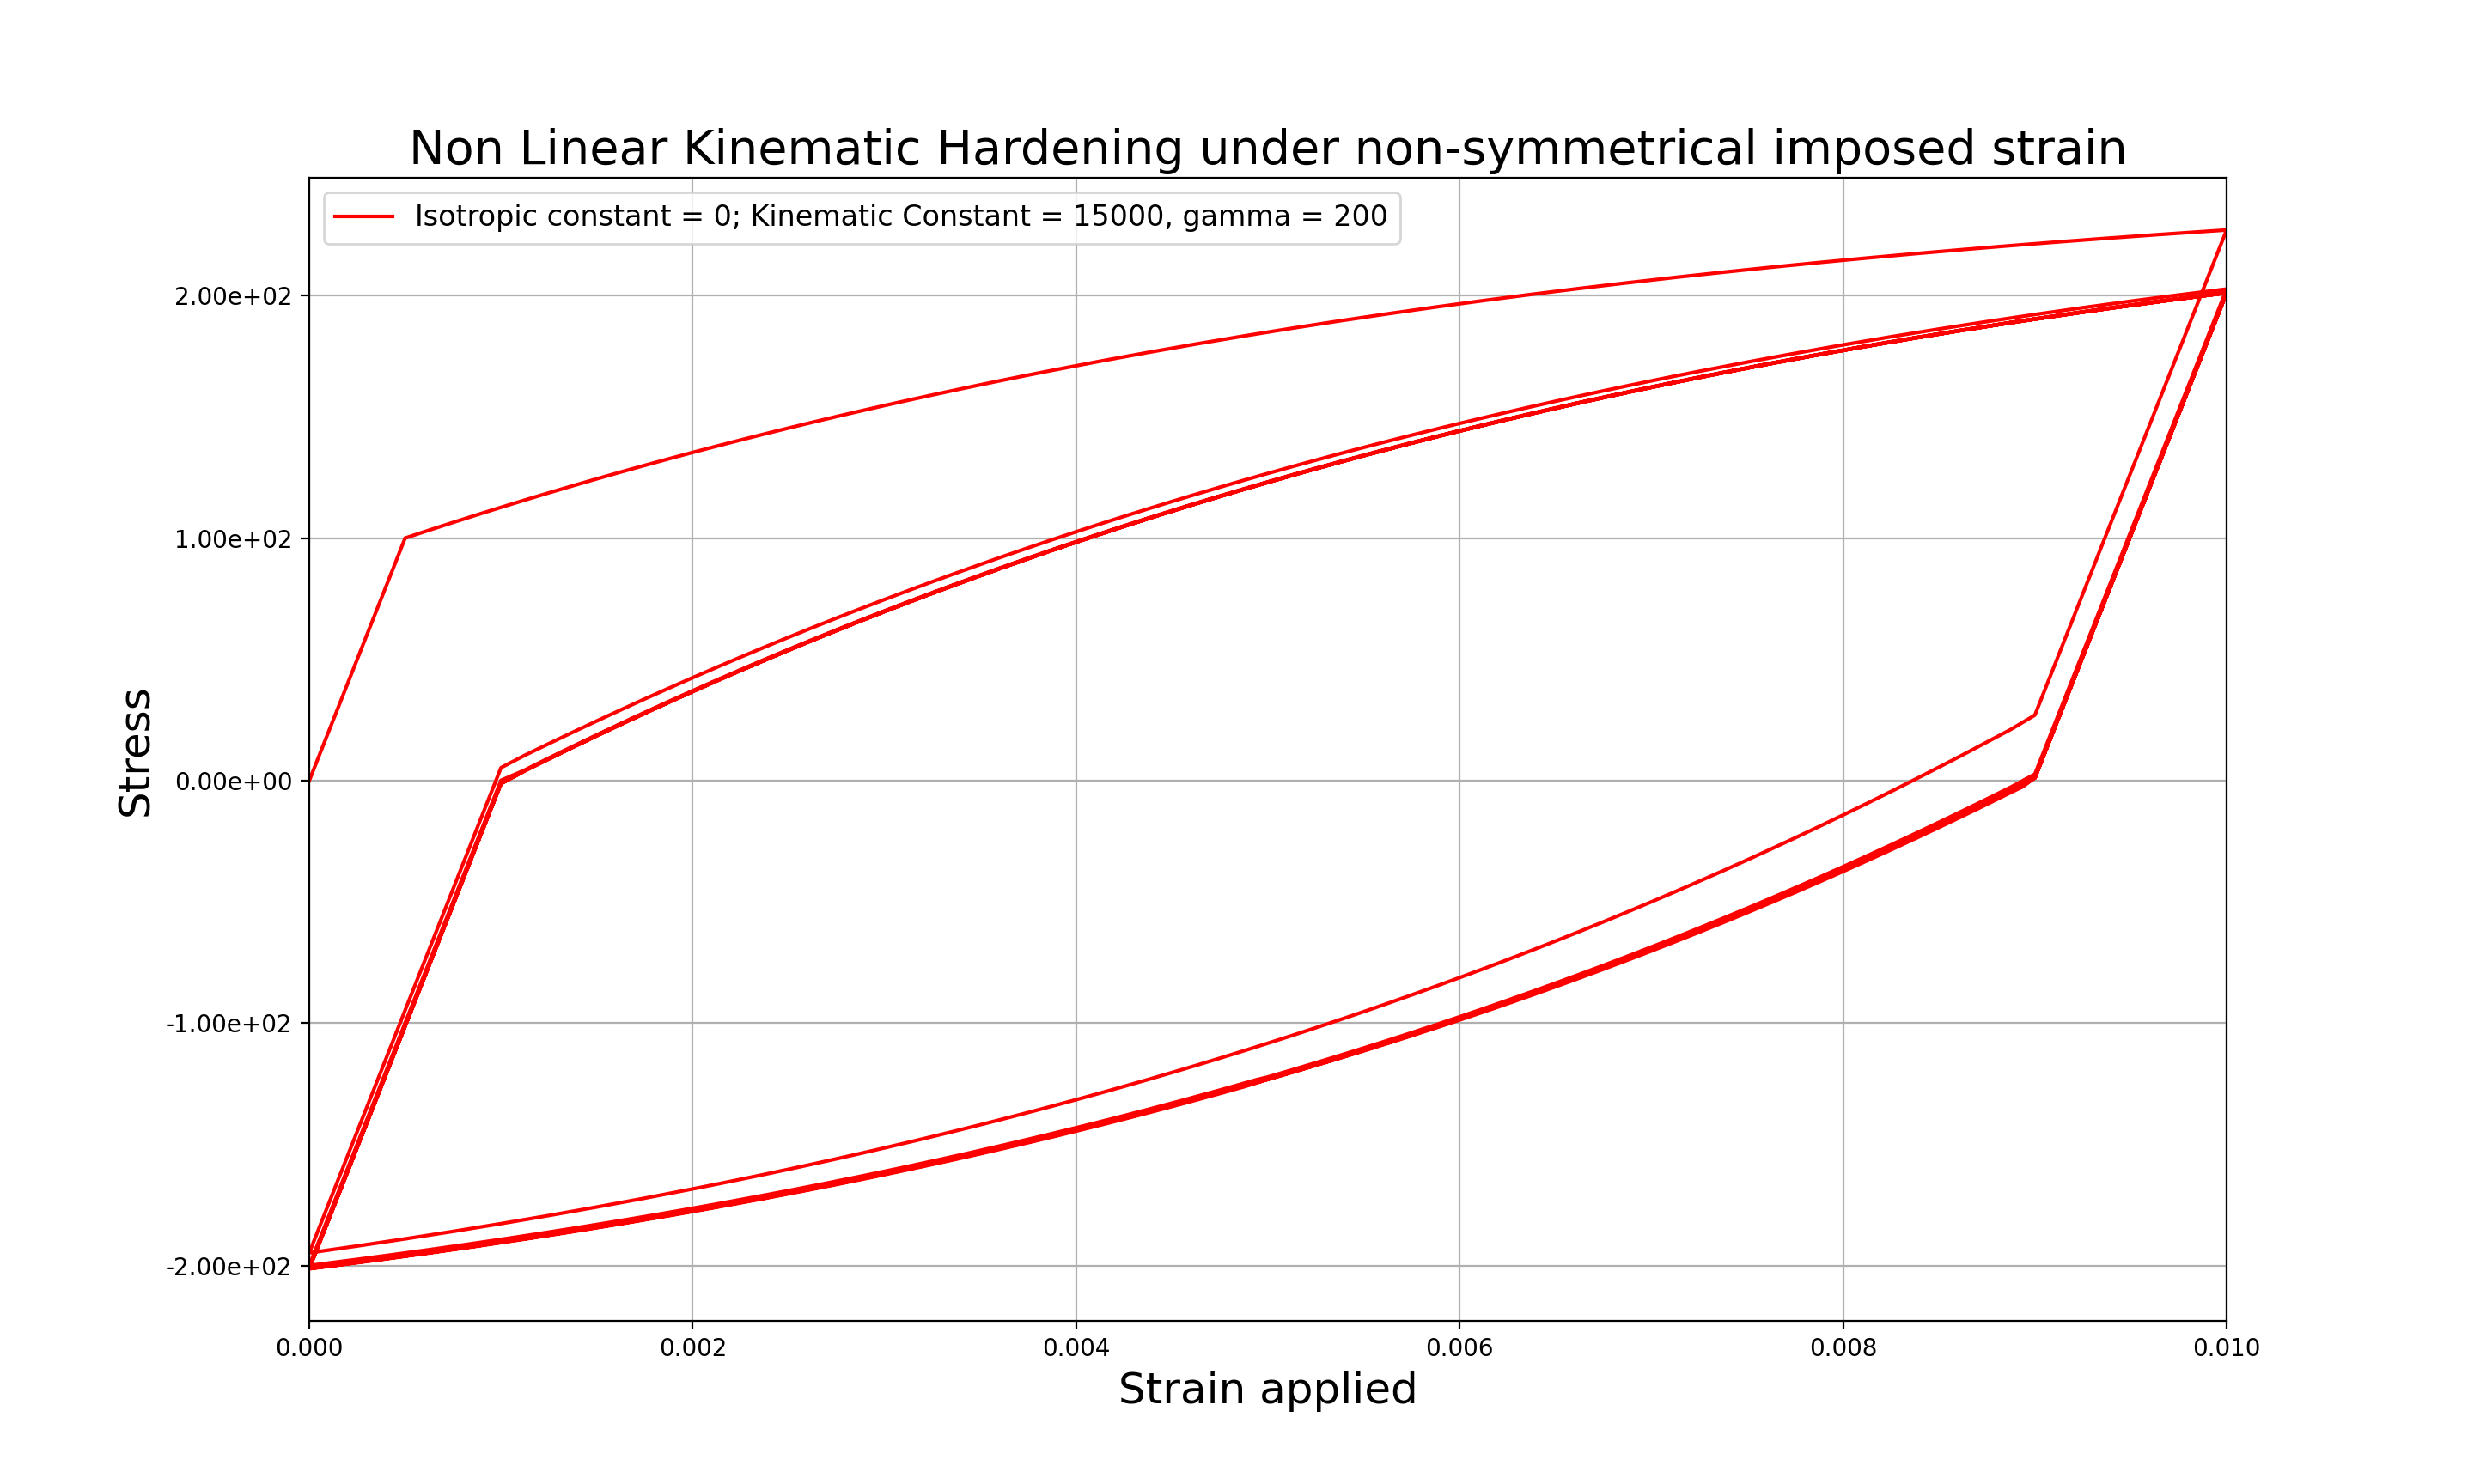 Non Linear Kinematic Hardening under non-symmetrical imposed strain
Isotropic constant = 0; Kinematic Constant = 15000, gamma = 200
2.00e+02
1.00e+02
0.00e+00
-1.00e+02
-2.00e+02
Stress
0.000 0.002 0.004 0.006 0.008 0.010
Strain applied